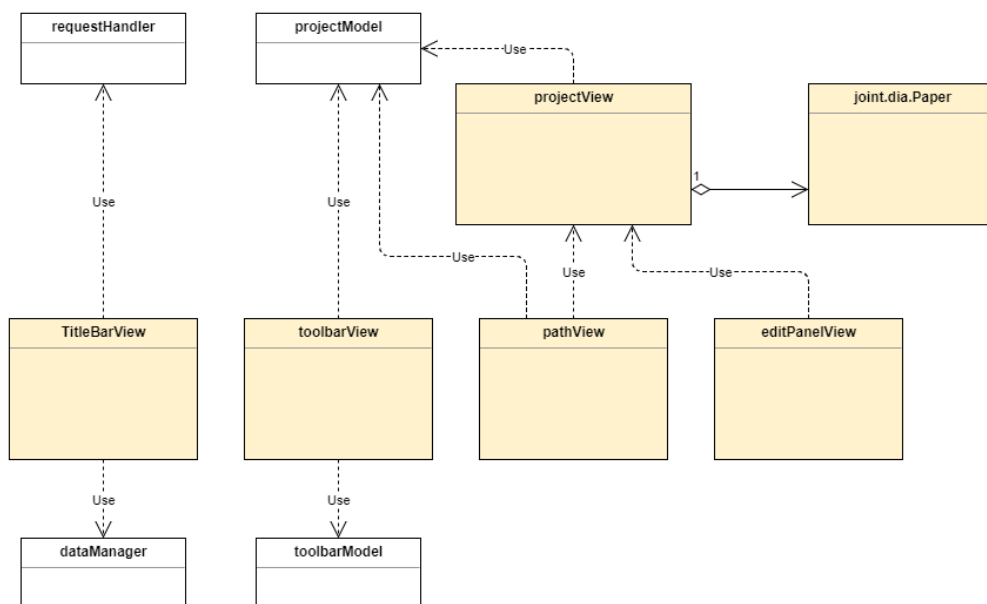 requestHandler
projectModel
Use
projectView
joint.dia.Paper
1
Use
Use
Use
Use
Use
TitleBarView
toolbarView
pathView
editPanelView
Use
Use
dataManager
toolbarModel